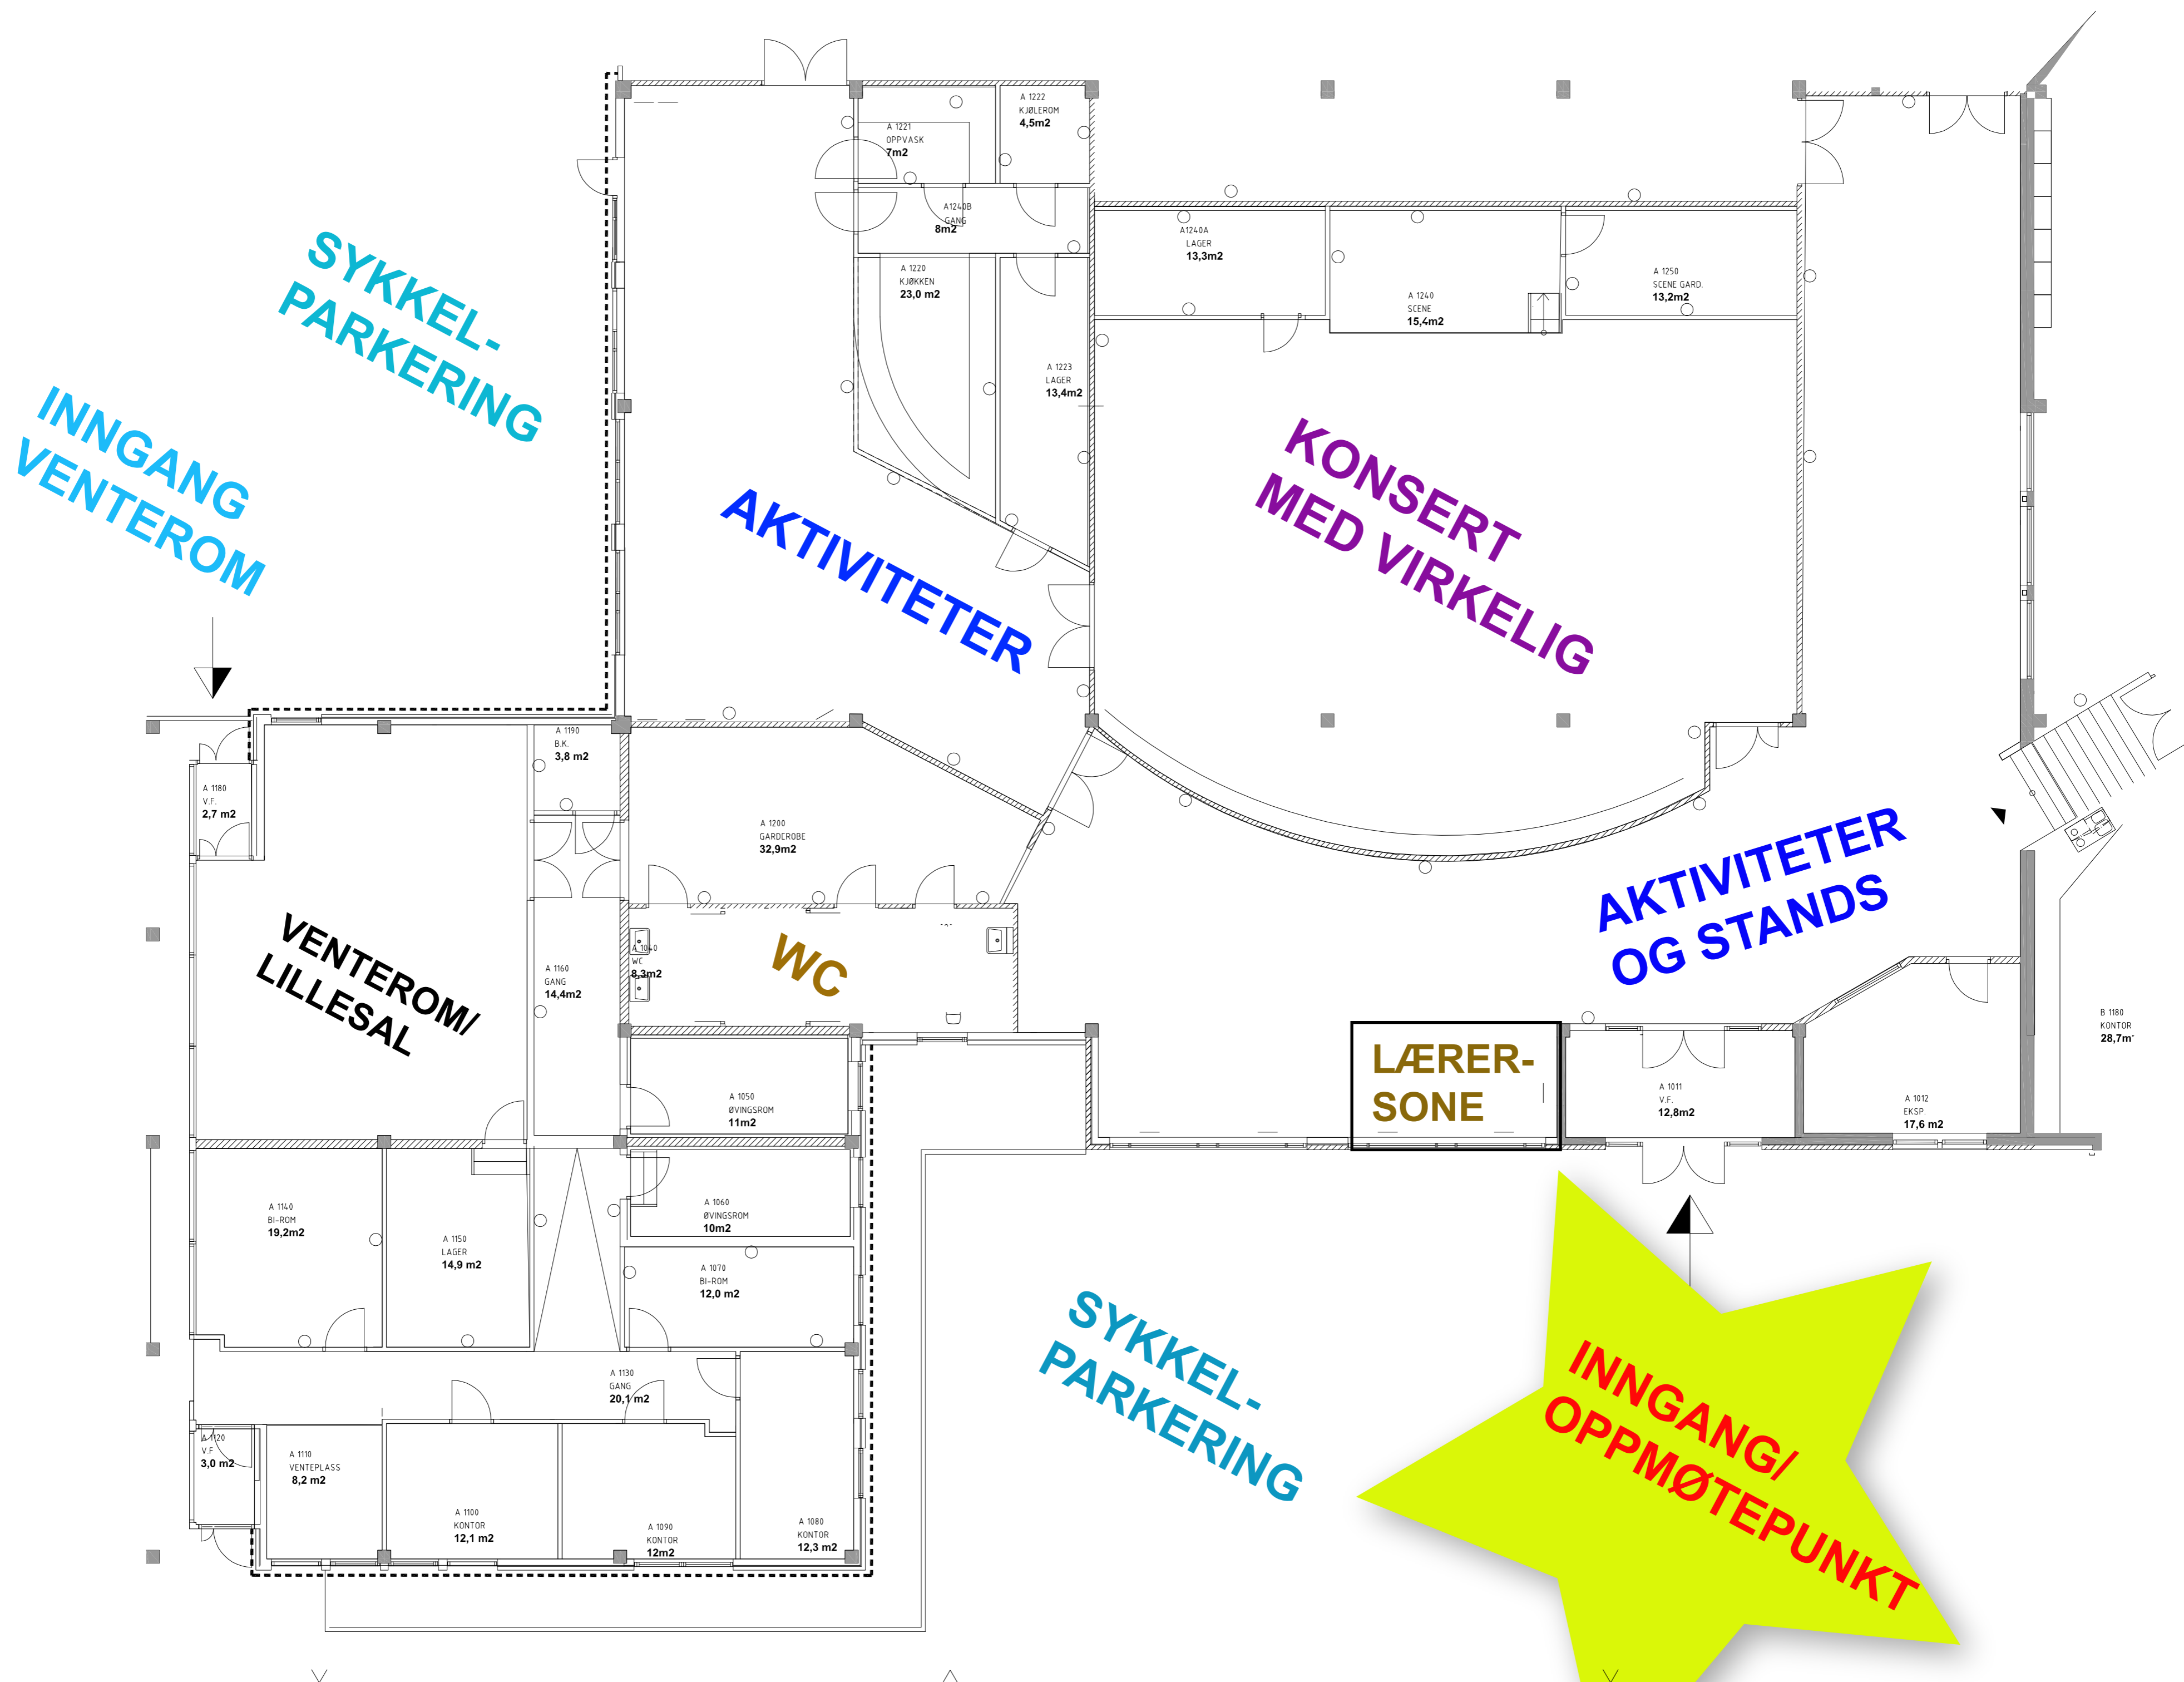 A 1222
KJØLEROM
4,5m2
A 1221
OPPVASK
7m2
A1240B
GANG
8m2
A1240A
LAGER
13,3m2
A 1220
KJØKKEN
23,0 m2
A 1240
SCENE
15,4m2
A 1250
SCENE GARD.
13,2m2
A 1223
LAGER
13,4m2
SYKKEL-
PARKERING
INNGANG
VENTEROM
AKTIVITETER
KONSERT
MED VIRKELIG
A 1190
B.K.
3,8 m2
A 1180
V.F.
2,7 m2
A 1200
GARDEROBE
32,9m2
AKTIVITETER
OG STANDS
VENTEROM/
LILLESAL
A 1160
GANG
14,4m2
A 1040
WC
8,3m2
WC
LÆRER-
SONE
A 1011
V.F.
12,8m2
A 1012
EKSP.
17,6 m2
B 1180
KONTOR
28,7m
A 1050
ØVINGSROM
11m2
A 1060
ØVINGSROM
10m2
A 1140
BI-ROM
19,2m2
A 1150
LAGER
14,9 m2
A 1070
BI-ROM
12,0 m2
SYKKEL-
PARKERING
INNGANG/
OPPMØTEPUNKT
A 1130
GANG
20,1 m2
A 1120
V.F
3,0 m2
A 1110
VENTEPLASS
8,2 m2
A 1100
KONTOR
12,1 m2
A 1090
KONTOR
12m2
A 1080
KONTOR
12,3 m2